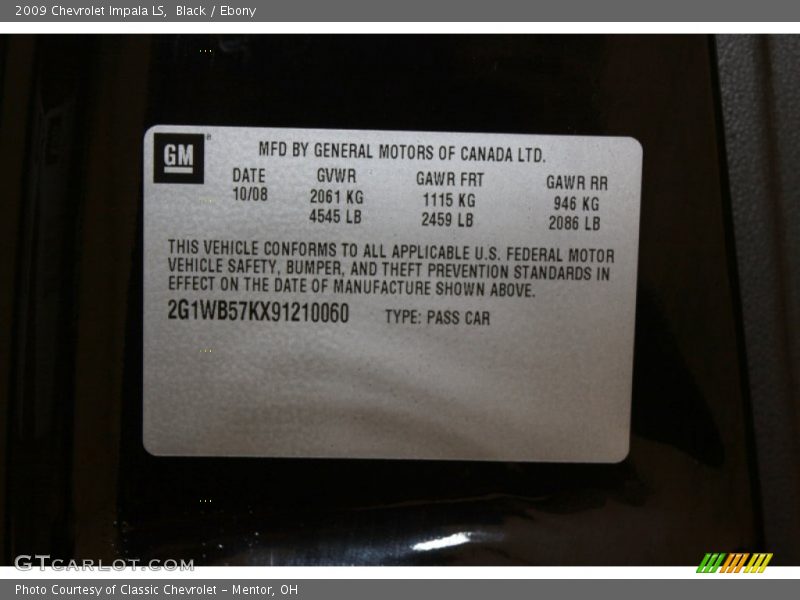 2009 Chevrolet Impala LS, Black / Ebony
GM
MFD BY GENERAL MOTORS OF CANADA LTD.
DATE GVWR GAWR FRT GAWR RR
10/08 2061 KG 1115 KG 946 KG
4545 LB 2459 LB 2086 LB
THIS VEHICLE CONFORMS TO ALL APPLICABLE U.S. FEDERAL MOTOR
VEHICLE SAFETY, BUMPER, AND THEFT PREVENTION STANDARDS IN
EFFECT ON THE DATE OF MANUFACTURE SHOWN ABOVE.
2G1WB57KX91210060 TYPE: PASS CAR
GTCARLOT.COM
Photo Courtesy of Classic Chevrolet - Mentor, OH